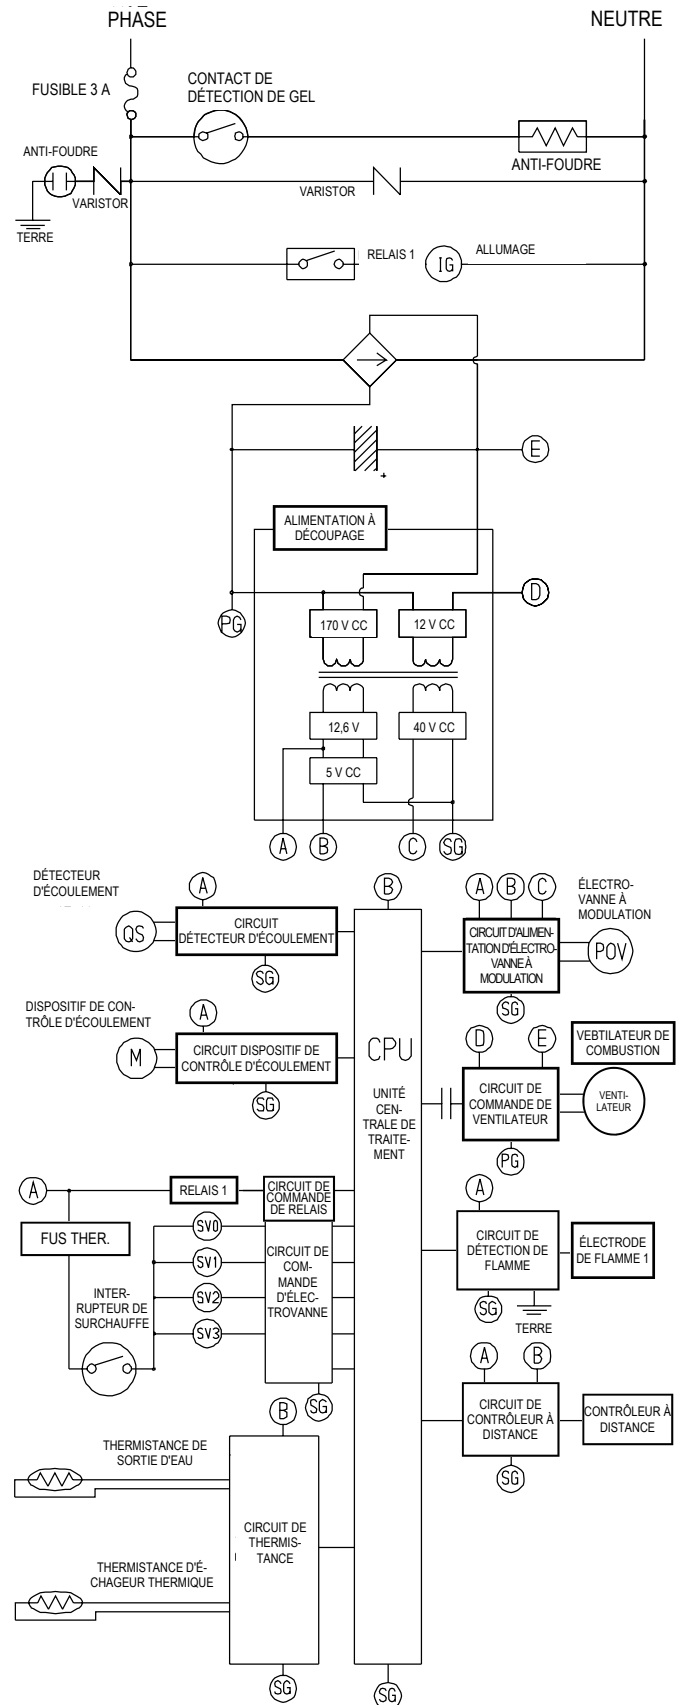 PHASE
NEUTRE
FUSIBLE 3 A
CONTACT DE
DÉTECTION DE GEL
ANTI-FOUDRE
ANTI-FOUDRE
VARISTOR
VARISTOR
TERRE
RELAIS 1
IG
ALLUMAGE
E
+
ALIMENTATION À
DÉCOUPAGE
D
PG
170 V CC
12 V CC
12,6 V
40 V CC
5 V CC
A
B
C
SG
DÉTECTEUR
D'ÉCOULEMENT
A
QS
CIRCUIT
DÉTECTEUR D'ÉCOULEMENT
SG
B
A
B
C
ÉLECTRO-
VANNE À
MODULATION
CIRCUIT D'ALIMEN-
TATION D'ÉLECTRO-
VANNE À
MODULATION
POV
SG
DISPOSITIF DE CON-
TRÔLE D'ÉCOULEMENT
A
M
CIRCUIT DISPOSITIF DE
CONTRÔLE D'ÉCOULEMENT
SG
CPU
UNITÉ
CEN-
TRALE DE
TRAITE-
MENT
D
E
VEBTILATEUR DE
COMBUSTION
CIRCUIT DE
COMMANDE DE
VENTILATEUR
VENTI-
LATEUR
PG
A
RELAIS 1
CIRCUIT DE
COMMANDE
DE RELAIS
FUS THER.
SV0
SV1
SV2
SV3
CIRCUIT DE
COM-
MANDE
D'ÉLEC-
TROVANNE
INTER-
RUPTEUR DE
SURCHAUFFE
SG
A
CIRCUIT DE
DÉTECTION DE
FLAMME
ÉLECTRODE
DE FLAMME 1
SG
TERRE
A
B
CIRCUIT DE
CONTRÔLEUR À
DISTANCE
CONTRÔLEUR À
DISTANCE
SG
B
THERMISTANCE DE
SORTIE D'EAU
CIRCUIT DE
THERMIS-
TANCE
THERMISTANCE D'É-
CHAGEUR THERMIQUE
SG
SG